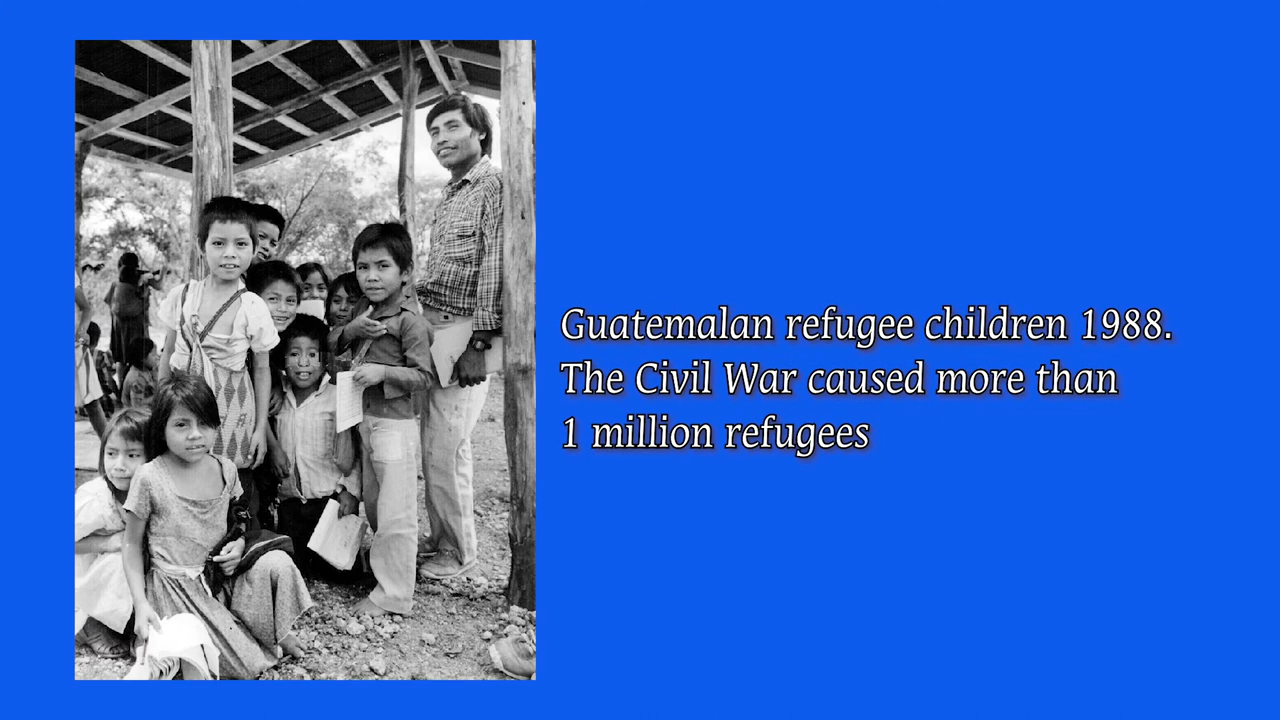 Guatemalan refugee children 1988.
The Civil War caused more than
1 million refugees